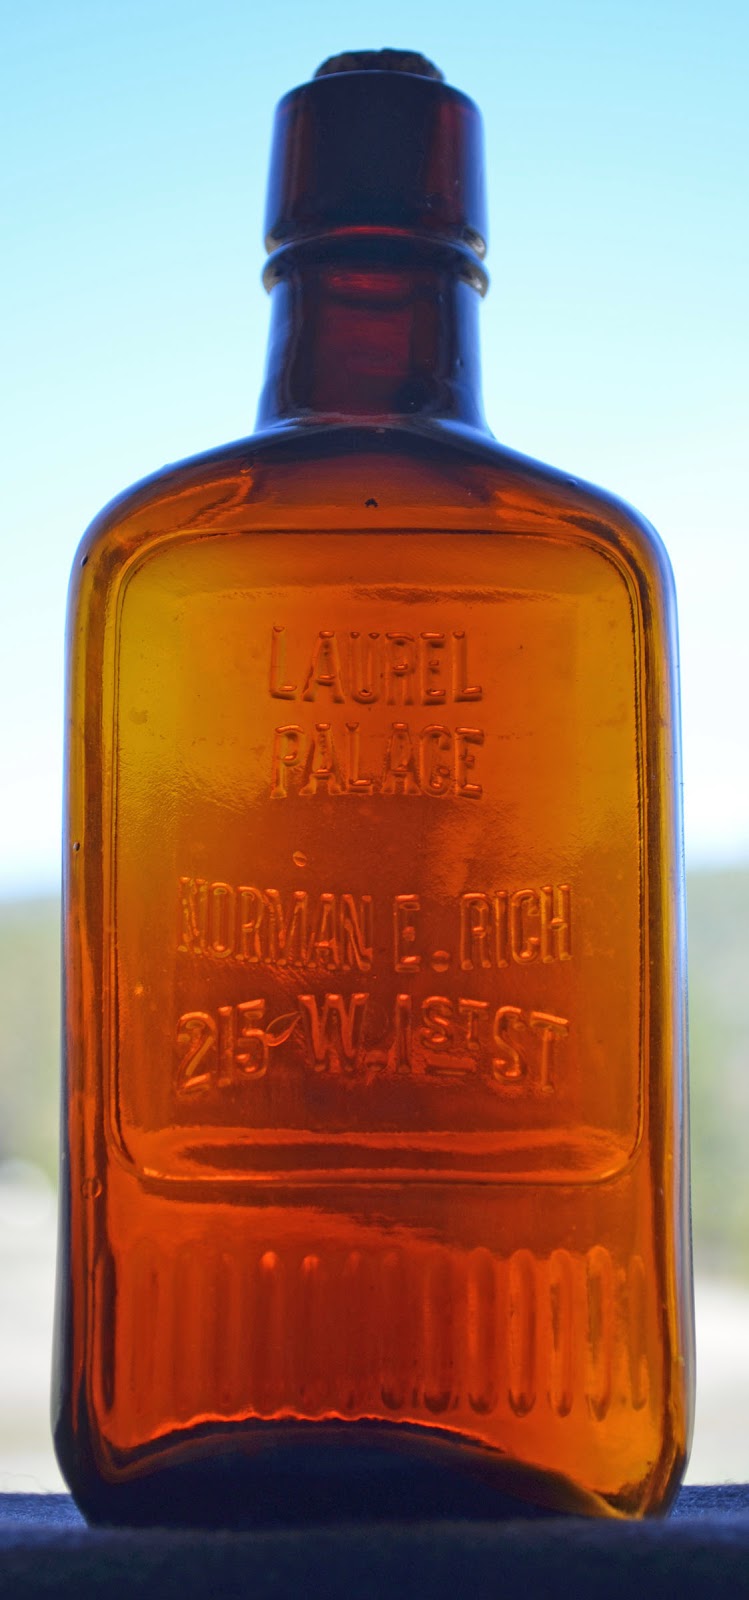 LAUREL
PALACE
NORMAN E. RICH
215 W. 1ST ST